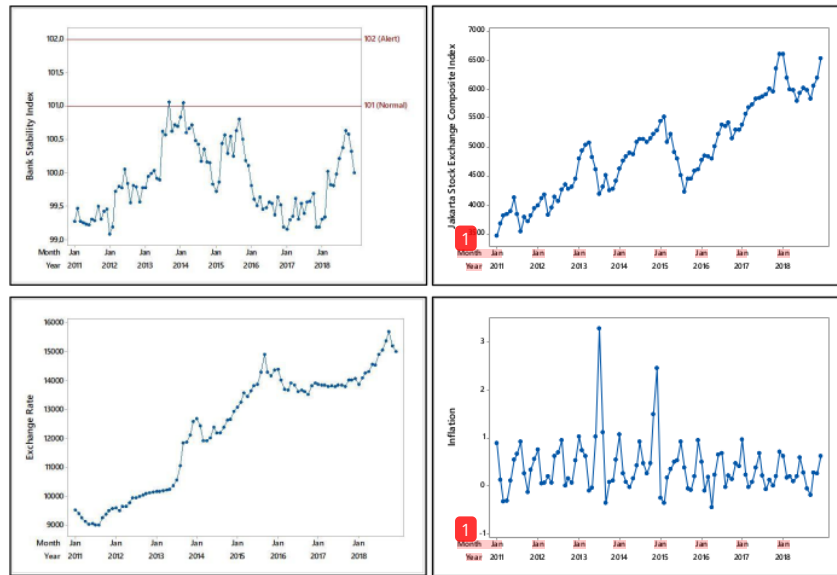 102,0
102 (Alert)
101,5
101,0
101 (Normal)
100,5
100,0
99,5
99,0
Bank Stability Index
Month Jan Jan Jan Jan Jan Jan Jan Jan
Year 2011 2012 2013 2014 2015 2016 2017 2018
7000
6500
6000
5500
5000
4500
4000
Jakarta Stock Exchange Composite Index
1
Month Jan Jan Jan Jan Jan Jan Jan Jan
Year 2011 2012 2013 2014 2015 2016 2017 2018
16000
15000
14000
13000
12000
11000
10000
9000
Exchange Rate
Month Jan Jan Jan Jan Jan Jan Jan Jan
Year 2011 2012 2013 2014 2015 2016 2017 2018
3
2
1
0
-1
Inflation
1
Month Jan Jan Jan Jan Jan Jan Jan Jan
Year 2011 2012 2013 2014 2015 2016 2017 2018